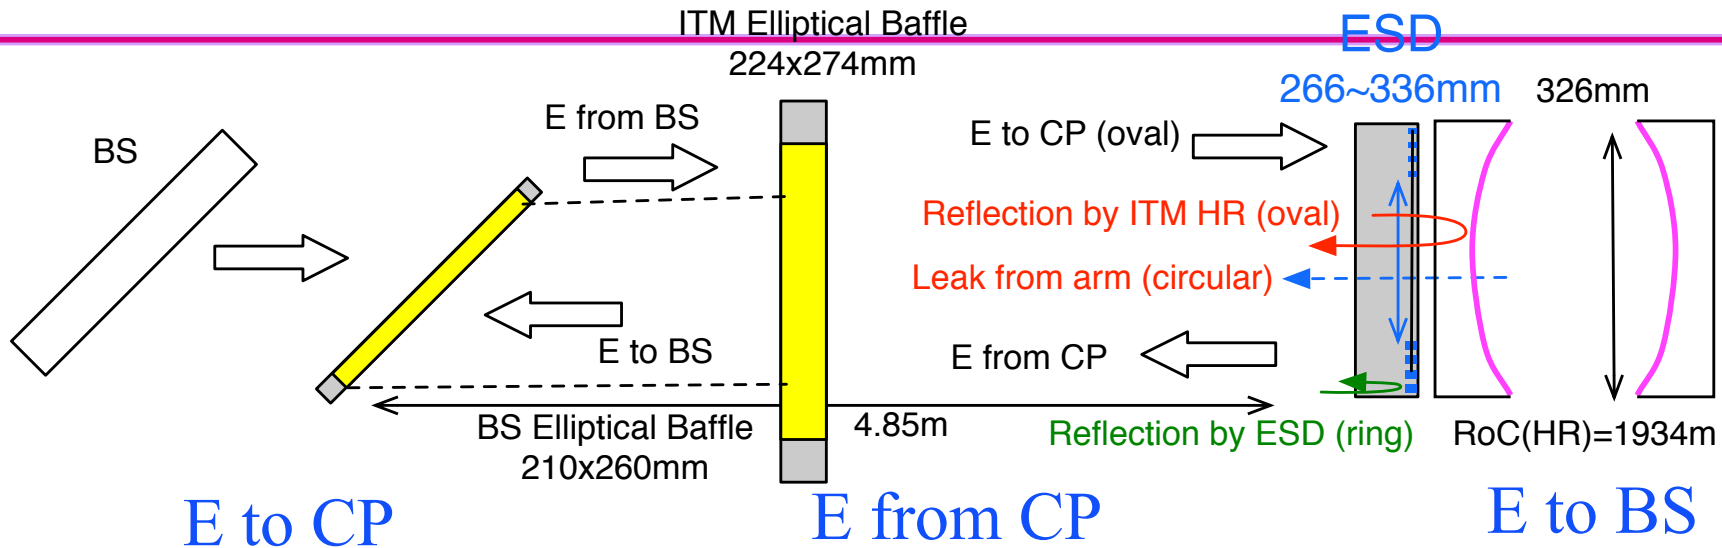 ITM Elliptical Baffle
224x274mm
ESD
266~336mm
326mm
BS
E from BS
E to CP (oval)
Reflection by ITM HR (oval)
Leak from arm (circular)
E to BS
E from CP
BS Elliptical Baffle
210x260mm
4.85m
Reflection by ESD (ring)
RoC(HR)=1934m
E to CP
E from CP
E to BS